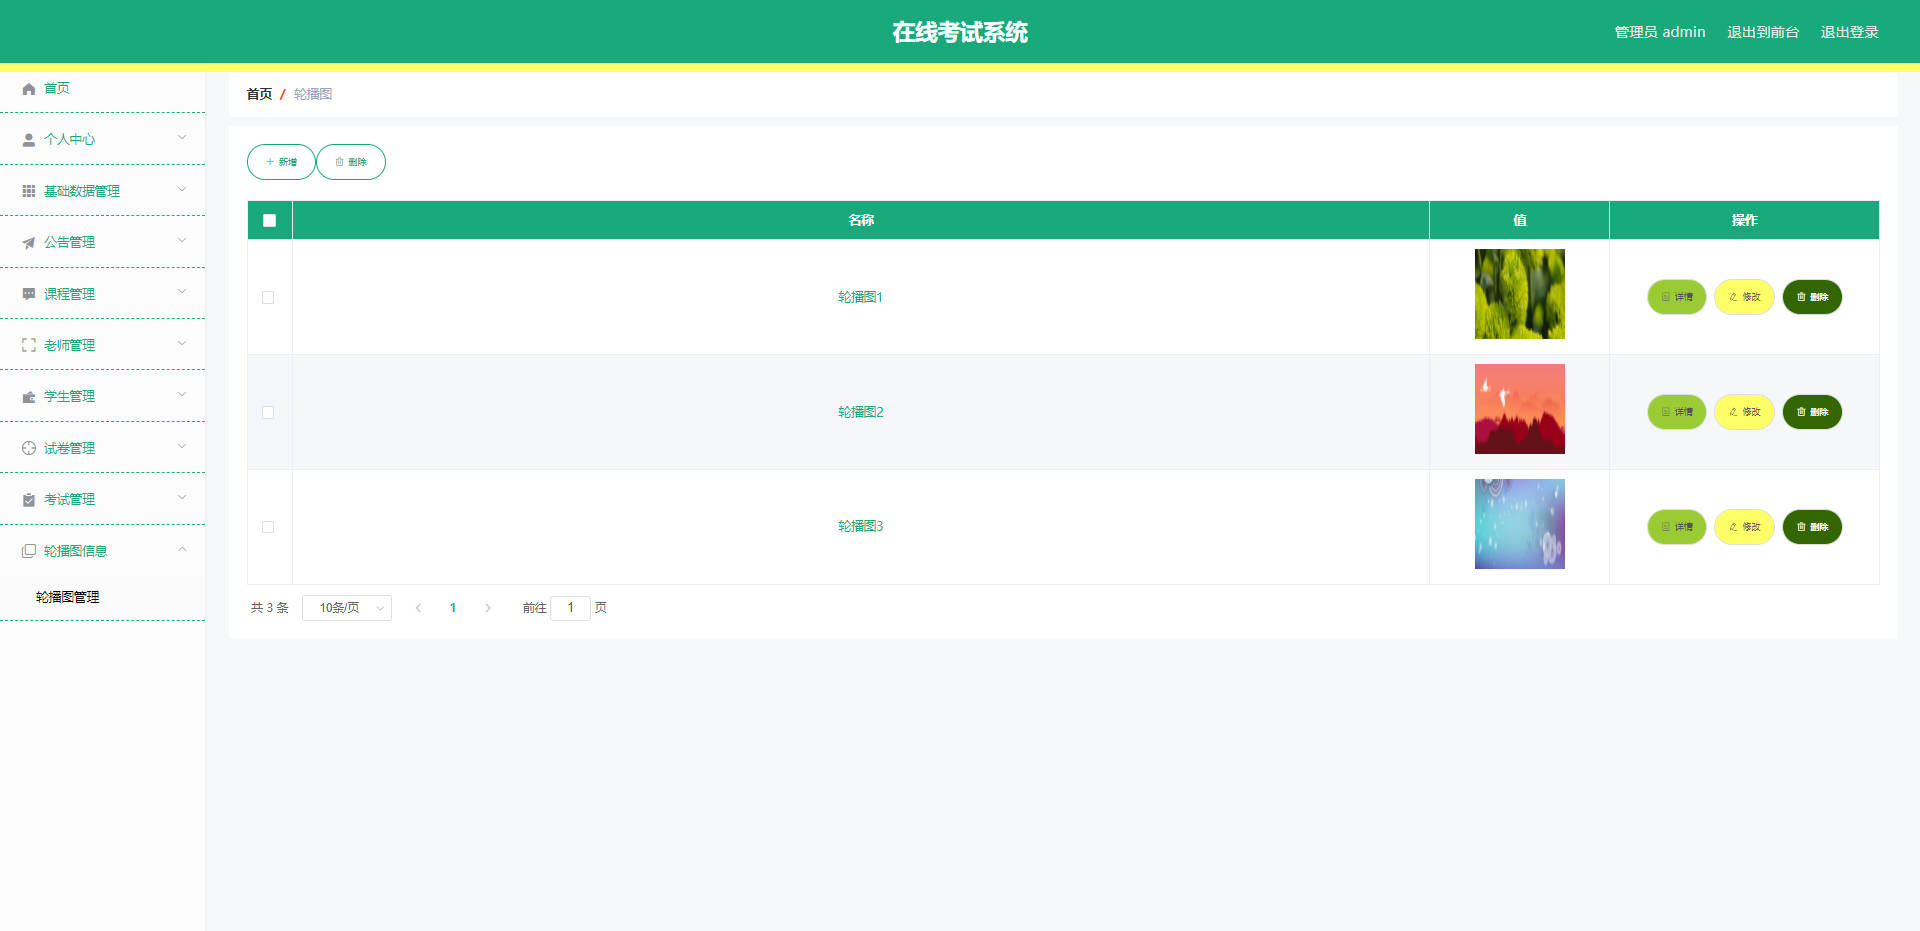 在线考试系统
管理员 admin 退出到前台 退出登录
首页
个人中心
基础数据管理
公告管理
课程管理
老师管理
学生管理
试卷管理
考试管理
轮播图信息
轮播图管理
首页 / 轮播图
新增 删除
名称 值 操作
轮播图1 详情 修改 删除
轮播图2 详情 修改 删除
轮播图3 详情 修改 删除
共 3 条 10条/页 1 前往 1 页